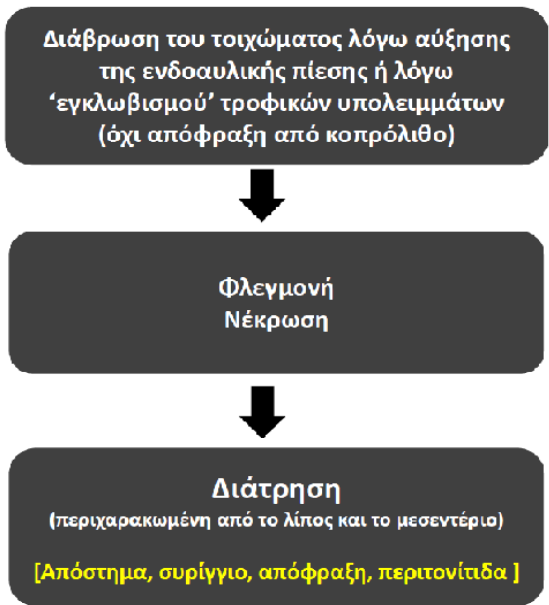 Διάβρωση του τοιχώματος λόγω αύξησης
της ενδοαυλικής πίεσης ή λόγω
‘εγκλωβισμού’ τροφικών υπολειμμάτων
(όχι απόφραξη από κοπρόλιθο)
Φλεγμονή
Νέκρωση
Διάτρηση
(περιχαρακωμένη από το λίπος και το μεσεντέριο)
[Απόστημα, συρίγγιο, απόφραξη, περιτονίτιδα ]